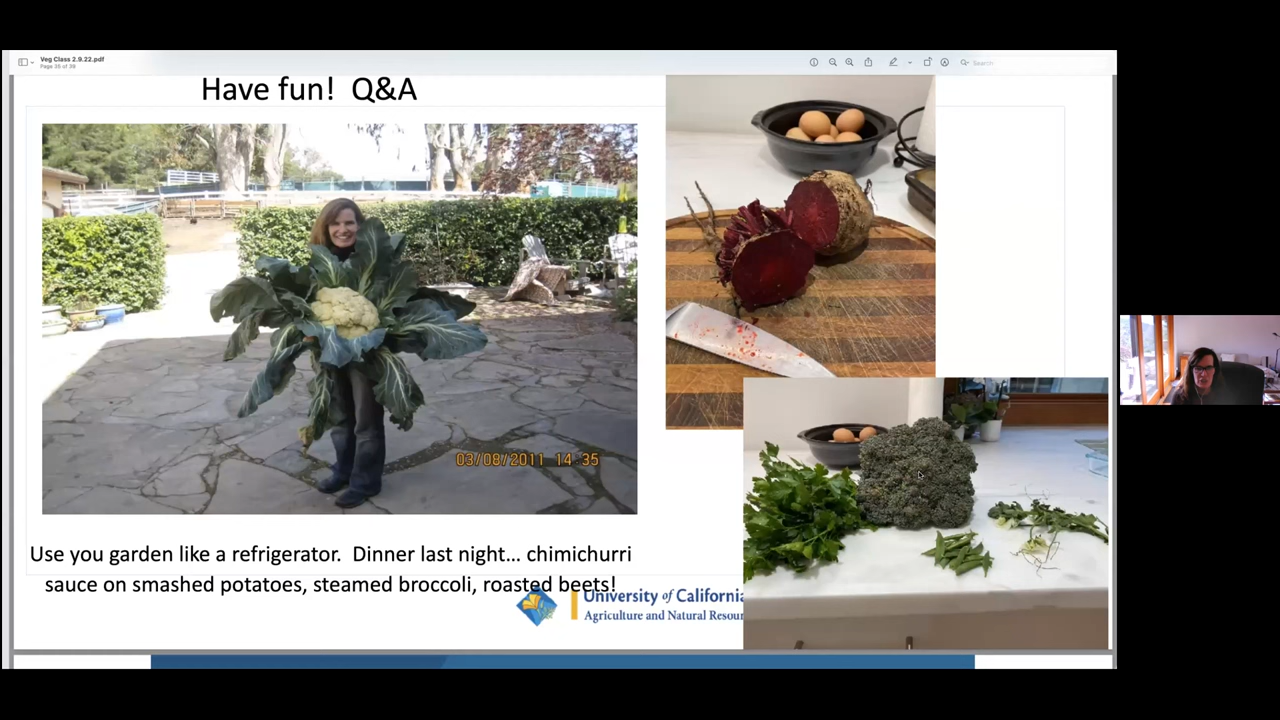 Veg Class 2.9.22.pdf
Page 38 of 39
Search
Have fun!  Q&A
03/08/2011 14:35
Use you garden like a refrigerator.  Dinner last night... chimichurri
sauce on smashed potatoes, steamed broccoli, roasted beets!
University of California
Agriculture and Natural Resour